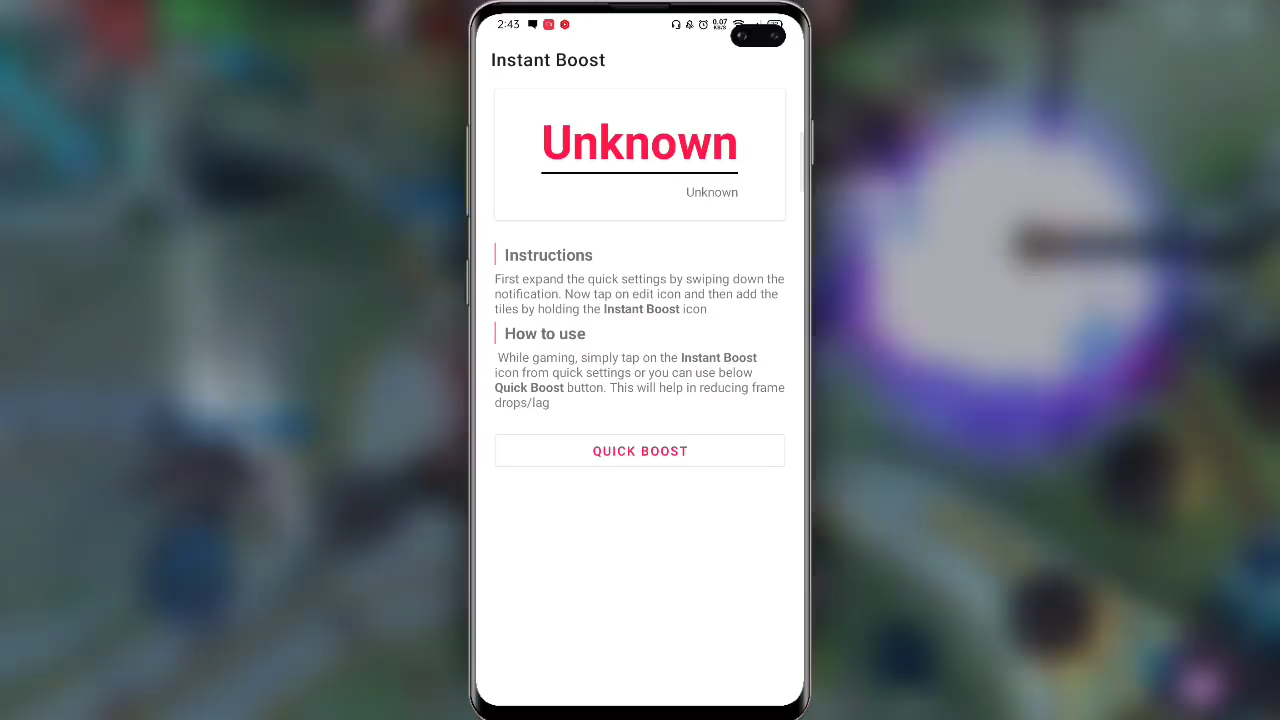 2:43
0.07
KB/s
Instant Boost
Unknown
Unknown
Instructions
First expand the quick settings by swiping down the
notification. Now tap on edit icon and then add the
tiles by holding the Instant Boost icon
How to use
While gaming, simply tap on the Instant Boost
icon from quick settings or you can use below
Quick Boost button. This will help in reducing frame
drops/lag
QUICK BOOST